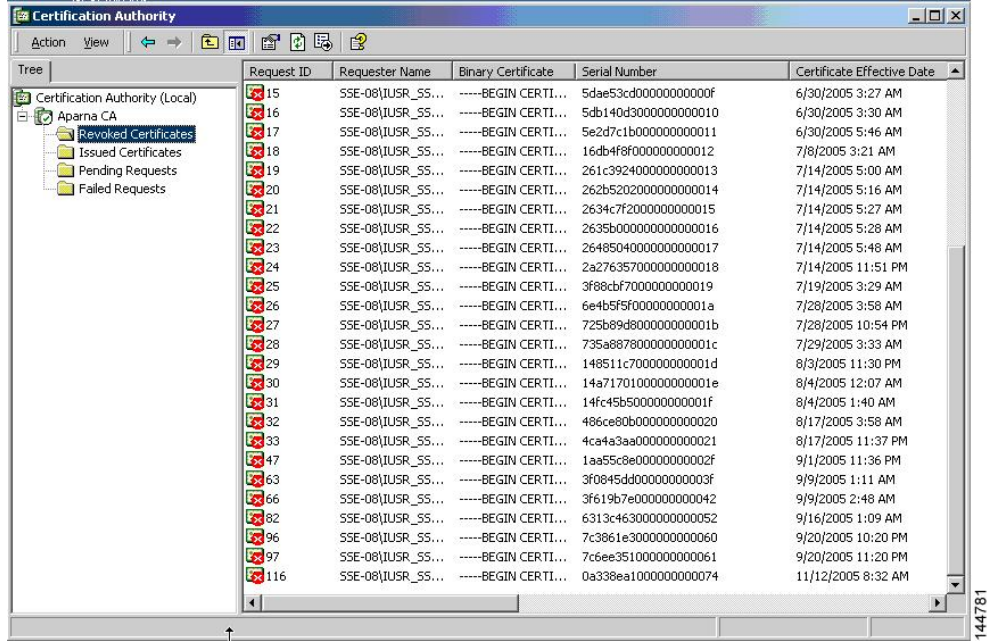 Certification Authority
Action View
Tree
Certification Authority (Local)
Aparna CA
Revoked Certificates
Issued Certificates
Pending Requests
Failed Requests
Request ID Requester Name Binary Certificate Serial Number Certificate Effective Date
15 SSE-08\IUSR_SS... -----BEGIN CERTI... 5dae53cd00000000000f 6/30/2005 3:27 AM
16 SSE-08\IUSR_SS... -----BEGIN CERTI... 5db140d3000000000010 6/30/2005 3:30 AM
17 SSE-08\IUSR_SS... -----BEGIN CERTI... 5e2d7c1b000000000011 6/30/2005 5:46 AM
18 SSE-08\IUSR_SS... -----BEGIN CERTI... 16db4f8f000000000012 7/8/2005 3:21 AM
19 SSE-08\IUSR_SS... -----BEGIN CERTI... 261c3924000000000013 7/14/2005 5:00 AM
20 SSE-08\IUSR_SS... -----BEGIN CERTI... 262b5202000000000014 7/14/2005 5:16 AM
21 SSE-08\IUSR_SS... -----BEGIN CERTI... 2634c7f2000000000015 7/14/2005 5:27 AM
22 SSE-08\IUSR_SS... -----BEGIN CERTI... 2635b000000000000016 7/14/2005 5:28 AM
23 SSE-08\IUSR_SS... -----BEGIN CERTI... 26485040000000000017 7/14/2005 5:48 AM
24 SSE-08\IUSR_SS... -----BEGIN CERTI... 2a276357000000000018 7/14/2005 11:51 PM
25 SSE-08\IUSR_SS... -----BEGIN CERTI... 3f88cbf7000000000019 7/19/2005 3:29 AM
26 SSE-08\IUSR_SS... -----BEGIN CERTI... 6e4b5f5f00000000001a 7/28/2005 3:58 AM
27 SSE-08\IUSR_SS... -----BEGIN CERTI... 725b89d800000000001b 7/28/2005 10:54 PM
28 SSE-08\IUSR_SS... -----BEGIN CERTI... 735a887800000000001c 7/29/2005 3:33 AM
29 SSE-08\IUSR_SS... -----BEGIN CERTI... 148511c700000000001d 8/3/2005 11:30 PM
30 SSE-08\IUSR_SS... -----BEGIN CERTI... 14a7170100000000001e 8/4/2005 12:07 AM
31 SSE-08\IUSR_SS... -----BEGIN CERTI... 14fc45b500000000001f 8/4/2005 1:40 AM
32 SSE-08\IUSR_SS... -----BEGIN CERTI... 486ce80b000000000020 8/17/2005 3:58 AM
33 SSE-08\IUSR_SS... -----BEGIN CERTI... 4ca4a3aa000000000021 8/17/2005 11:37 PM
47 SSE-08\IUSR_SS... -----BEGIN CERTI... 1aa55c8e00000000002f 9/1/2005 11:36 PM
63 SSE-08\IUSR_SS... -----BEGIN CERTI... 3f0845dd00000000003f 9/9/2005 1:11 AM
66 SSE-08\IUSR_SS... -----BEGIN CERTI... 3f619b7e000000000042 9/9/2005 2:48 AM
82 SSE-08\IUSR_SS... -----BEGIN CERTI... 6313c463000000000052 9/16/2005 1:09 AM
96 SSE-08\IUSR_SS... -----BEGIN CERTI... 7c3861e3000000000060 9/20/2005 10:20 PM
97 SSE-08\IUSR_SS... -----BEGIN CERTI... 7c6ee351000000000061 9/20/2005 11:20 PM
116 SSE-08\IUSR_SS... -----BEGIN CERTI... 0a338ea1000000000074 11/12/2005 8:32 AM
144781